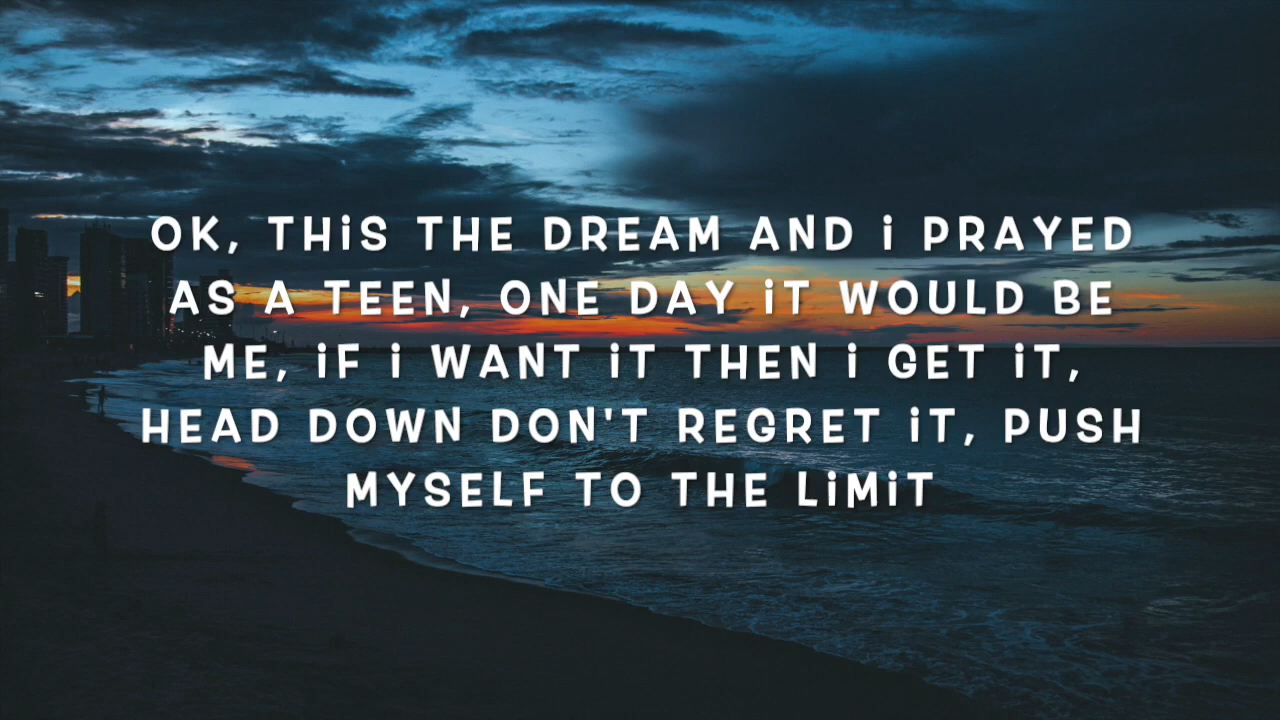 OK, THiS THE DREAM AND i PRAYED
AS A TEEN, ONE DAY iT WOULD BE
ME, iF i WANT iT THEN i GET iT,
HEAD DOWN DON'T REGRET iT, PUSH
MYSELF TO THE LiMiT